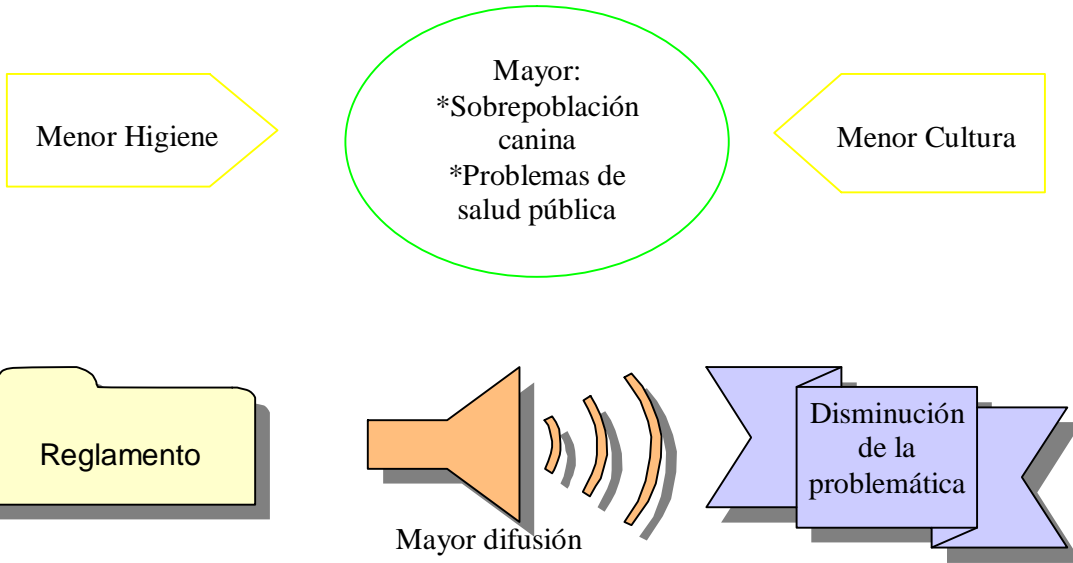 Menor Higiene
Mayor:
*Sobrepoblación
canina
*Problemas de
salud pública
Menor Cultura
Reglamento
Mayor difusión
Disminución
de la
problemática